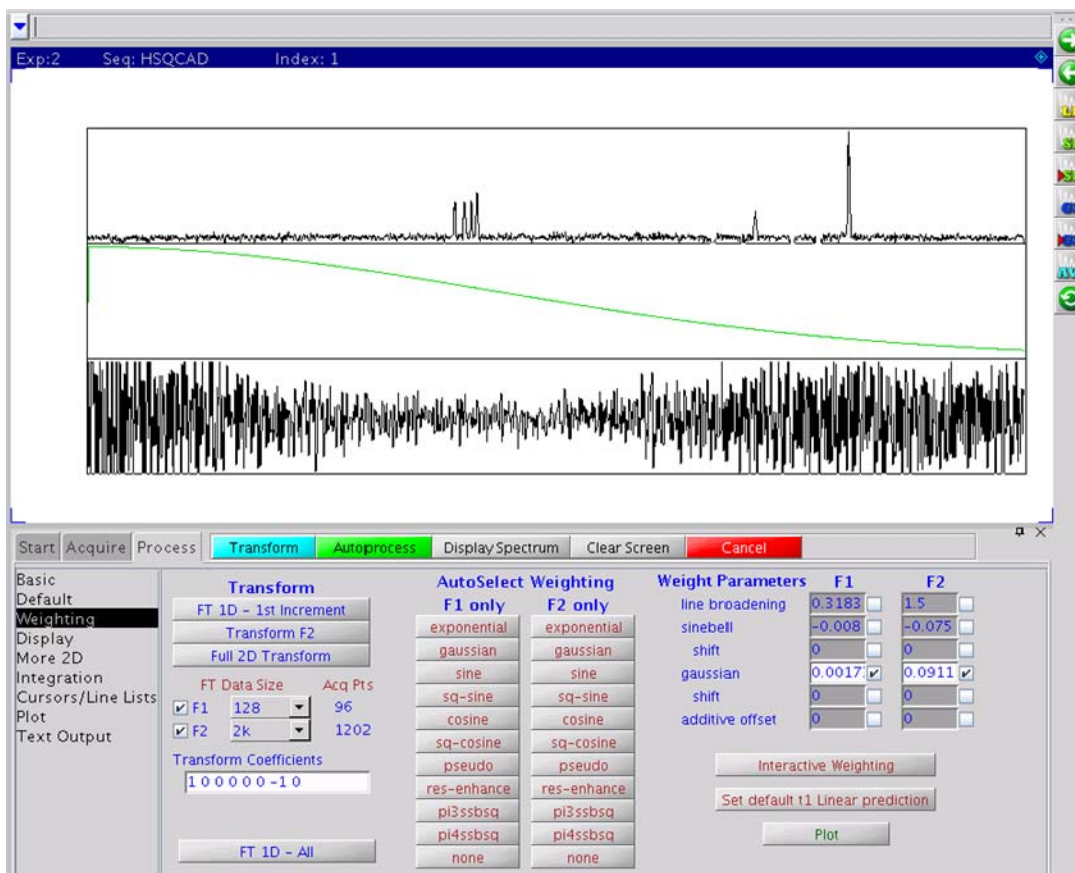 Exp:2 Seq: HSQCAD Index: 1
Start Acquire Process Transform Autoprocess Display Spectrum Clear Screen Cancel
Basic
Default
Weighting
Display
More 2D
Integration
Cursors/Line Lists
Plot
Text Output
Transform
FT 1D - 1st Increment
Transform F2
Full 2D Transform
FT Data Size Acq Pts
F1 128 96
F2 2k 1202
Transform Coefficients
1 0 0 0 0 0 -1 0
FT 1D - All
AutoSelect Weighting
F1 only F2 only
exponential exponential
gaussian gaussian
sine sine
sq-sine sq-sine
cosine cosine
sq-cosine sq-cosine
pseudo pseudo
res-enhance res-enhance
pi3ssbsq pi3ssbsq
pi4ssbsq pi4ssbsq
none none
Weight Parameters F1 F2
line broadening 0.3183 1.5
sinebell -0.008 -0.075
shift 0 0
gaussian 0.0017 0.0911
shift 0 0
additive offset 0 0
Interactive Weighting
Set default t1 Linear prediction
Plot